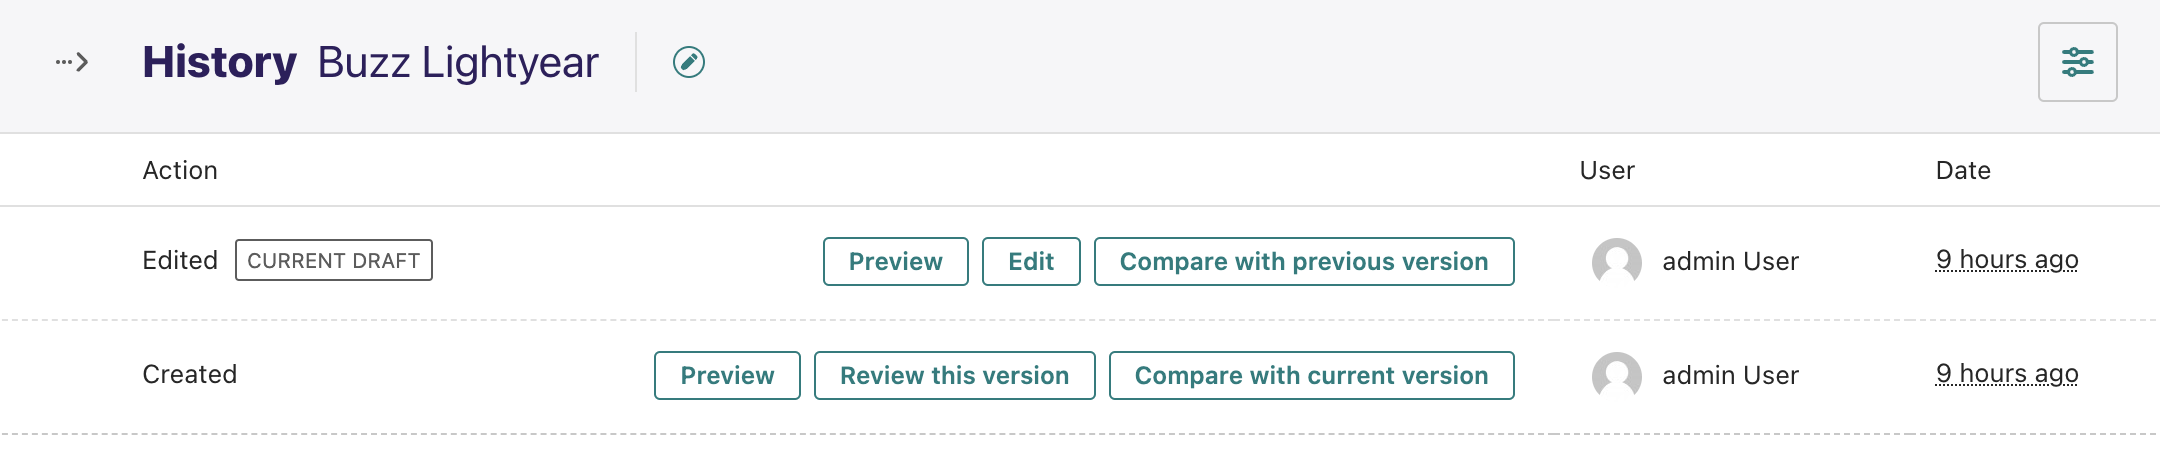 History Buzz Lightyear
Action User Date
Edited CURRENT DRAFT Preview Edit Compare with previous version admin User 9 hours ago
Created Preview Review this version Compare with current version admin User 9 hours ago